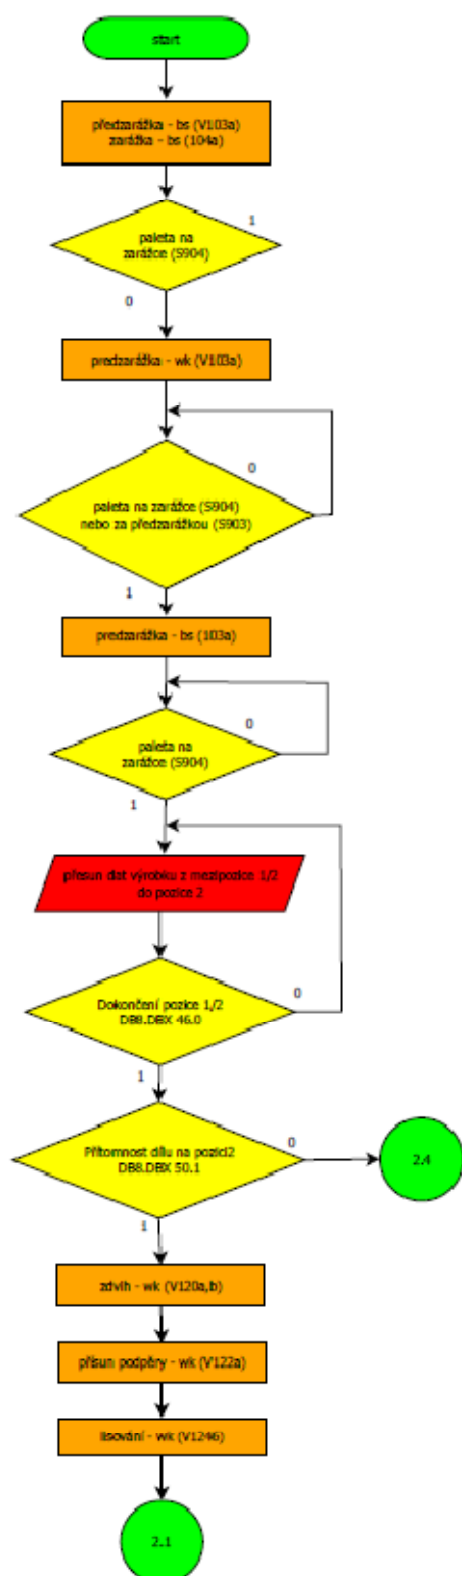 start
předzarážka - bs (V103a)
zarážka - bs (104a)
paleta na
zarážce (S904)
1
0
predzarážka - wk (V103a)
0
paleta na zarážce (S904)
nebo za předzarážkou (S903)
1
predzarážka - bs (103a)
0
paleta na
zarážce (S904)
1
přesun dat výrobku z mezipozice 1/2
do pozice 2
Dokončení pozice 1/2
DB8.DBX 46.0
0
1
Přítomnost dílu na pozici2
DB8.DBX 50.1
0
2.4
1
zdvih - wk (V120a,b)
přísun podpěry - wk (V122a)
lisování - wk (V124b)
2.1